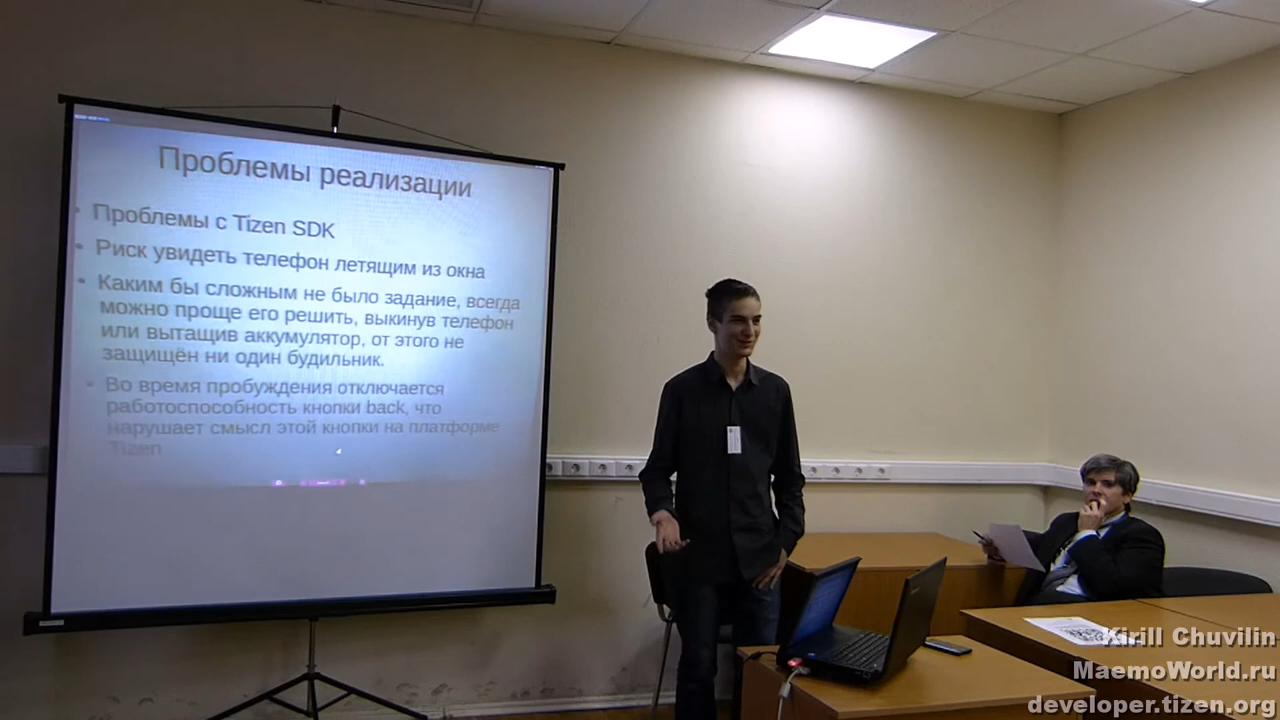 Проблемы реализации
Проблемы с Tizen SDK
Риск увидеть телефон летящим из окна
Каким бы сложным не было задание, всегда
можно проще его решить, выкинув телефон
или вытащив аккумулятор, от этого не
защищён ни один будильник.
Во время пробуждения отключается
работоспособность кнопки back, что
нарушает смысл этой кнопки на платформе
Tizen
Kirill Chuvilin
MaemoWorld.ru
developer.tizen.org